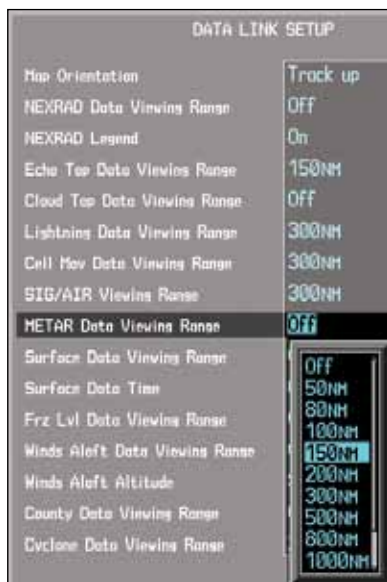 DATA LINK SETUP
Map Orientation Track up
NEXRAD Data Viewing Range Off
NEXRAD Legend On
Echo Top Data Viewing Range 150NM
Cloud Top Data Viewing Range Off
Lightning Data Viewing Range 300NM
Cell Mov Data Viewing Range 300NM
SIG/AIR Viewing Range 300NM
METAR Data Viewing Range Off
Surface Data Viewing Range
Surface Data Time
Frz Lvl Data Viewing Range
Winds Aloft Data Viewing Range
Winds Aloft Altitude
County Data Viewing Range
Cyclone Data Viewing Range
Off
50NM
80NM
100NM
150NM
200NM
300NM
500NM
800NM
1000NM